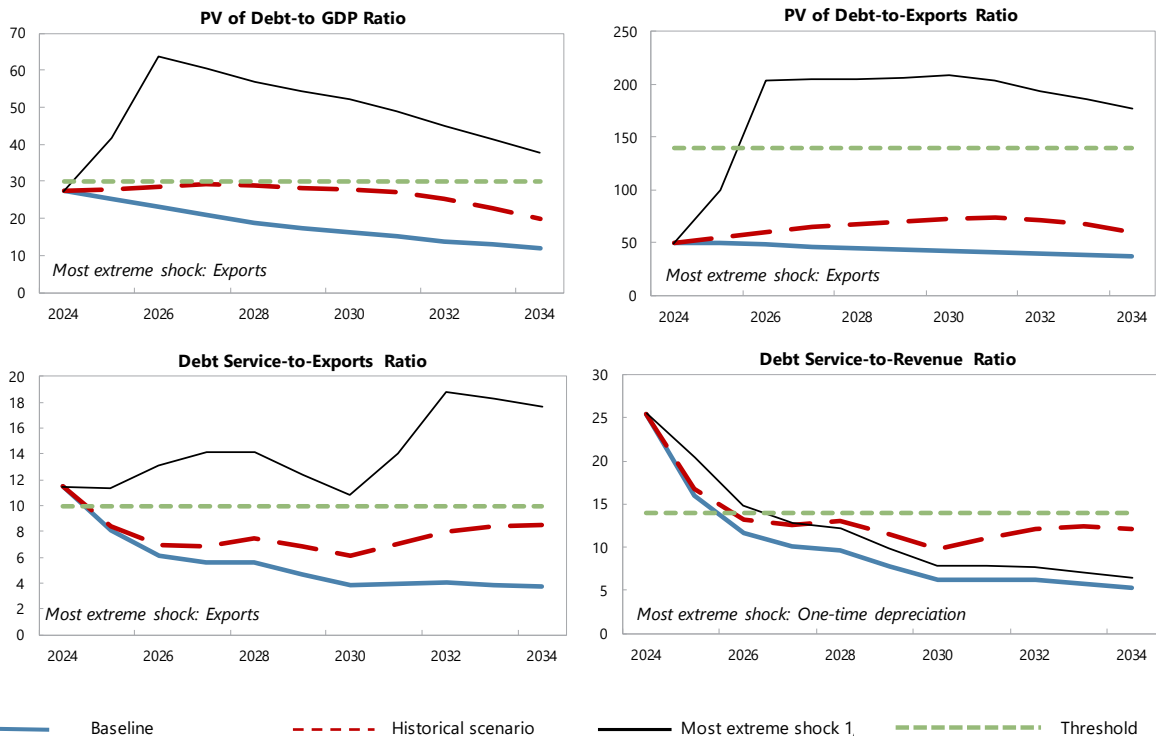 PV of Debt-to GDP Ratio
70
60
50
40
30
20
10
0
Most extreme shock: Exports
2024 2026 2028 2030 2032 2034
PV of Debt-to-Exports Ratio
250
200
150
100
50
0
Most extreme shock: Exports
2024 2026 2028 2030 2032 2034
Debt Service-to-Exports Ratio
20
18
16
14
12
10
8
6
4
2
0
Most extreme shock: Exports
2024 2026 2028 2030 2032 2034
Debt Service-to-Revenue Ratio
30
25
20
15
10
5
0
Most extreme shock: One-time depreciation
2024 2026 2028 2030 2032 2034
Baseline Historical scenario Most extreme shock 1, Threshold